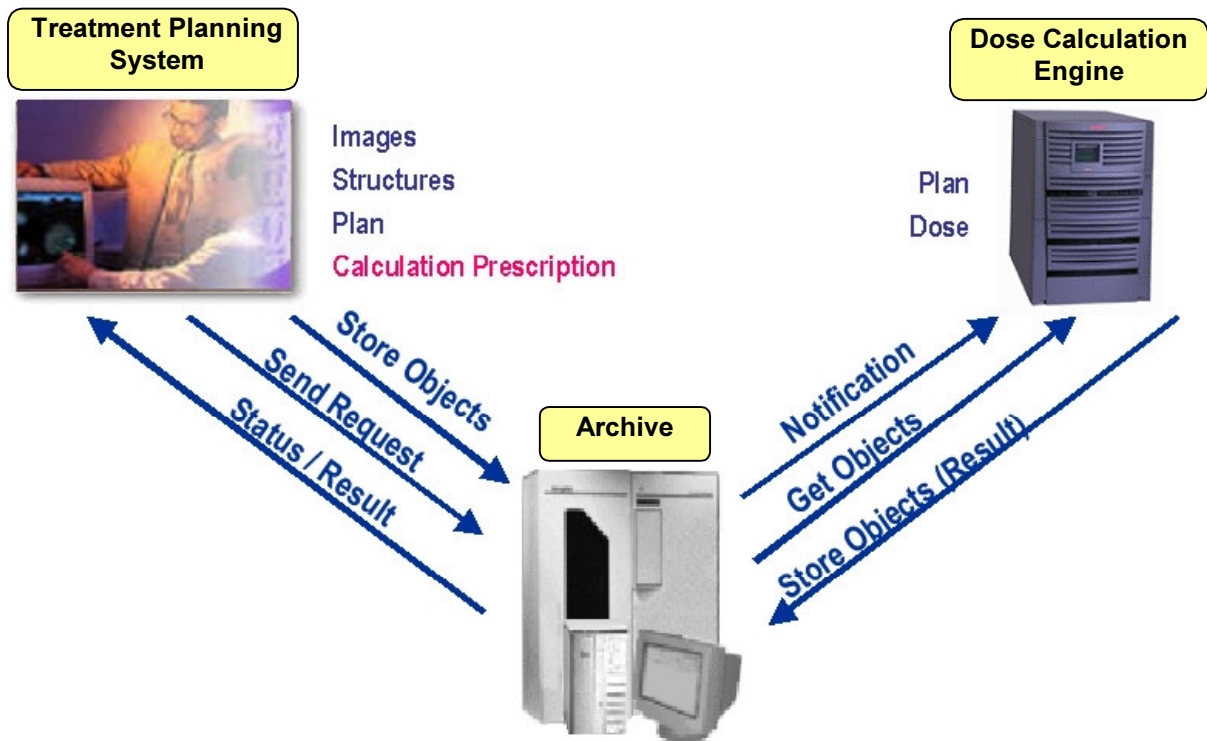 Treatment Planning
System
Dose Calculation
Engine
Images
Structures
Plan
Calculation Prescription
Plan
Dose
Store Objects
Send Request
Status / Result
Archive
Notification
Get Objects
Store Objects (Result)